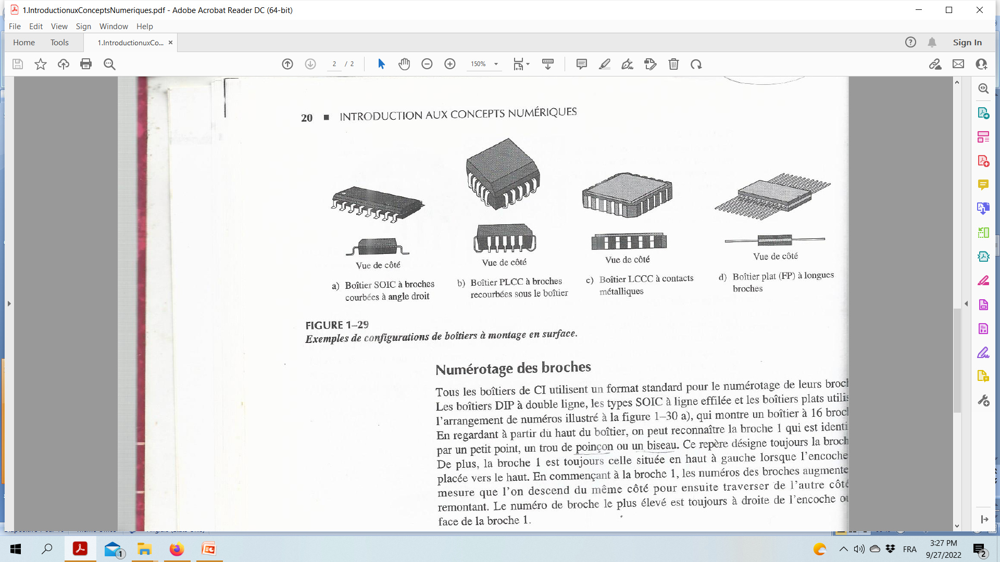 1.IntroductionuxConceptsNumeriques.pdf - Adobe Acrobat Reader DC (64-bit)
File Edit View Sign Window Help
Home Tools 1.IntroductionuxCo... × Sign In
2 / 2 150%
20 ■ INTRODUCTION AUX CONCEPTS NUMÉRIQUES
Vue de côté
Vue de côté
Vue de côté
Vue de côté
a) Boîtier SOIC à broches
courbées à angle droit
b) Boîtier PLCC à broches
recourbées sous le boîtier
c) Boîtier LCCC à contacts
métalliques
d) Boîtier plat (FP) à longues
broches
FIGURE 1–29
Exemples de configurations de boîtiers à montage en surface.
Numérotage des broches
Tous les boîtiers de CI utilisent un format standard pour le numérotage de leurs broch
Les boîtiers DIP à double ligne, les types SOIC à ligne effilée et les boîtiers plats utilis
l'arrangement de numéros illustré à la figure 1–30 a), qui montre un boîtier à 16 broc
En regardant à partir du haut du boîtier, on peut reconnaître la broche 1 qui est identi
par un petit point, un trou de poinçon ou un biseau. Ce repère désigne toujours la broch
De plus, la broche 1 est toujours celle située en haut à gauche lorsque l'encoche
placée vers le haut. En commençant à la broche 1, les numéros des broches augmente
mesure que l'on descend du même côté pour ensuite traverser de l'autre côté
remontant. Le numéro de broche le plus élevé est toujours à droite de l'encoche ou
face de la broche 1.
1
FRA
3:27 PM
9/27/2022
2